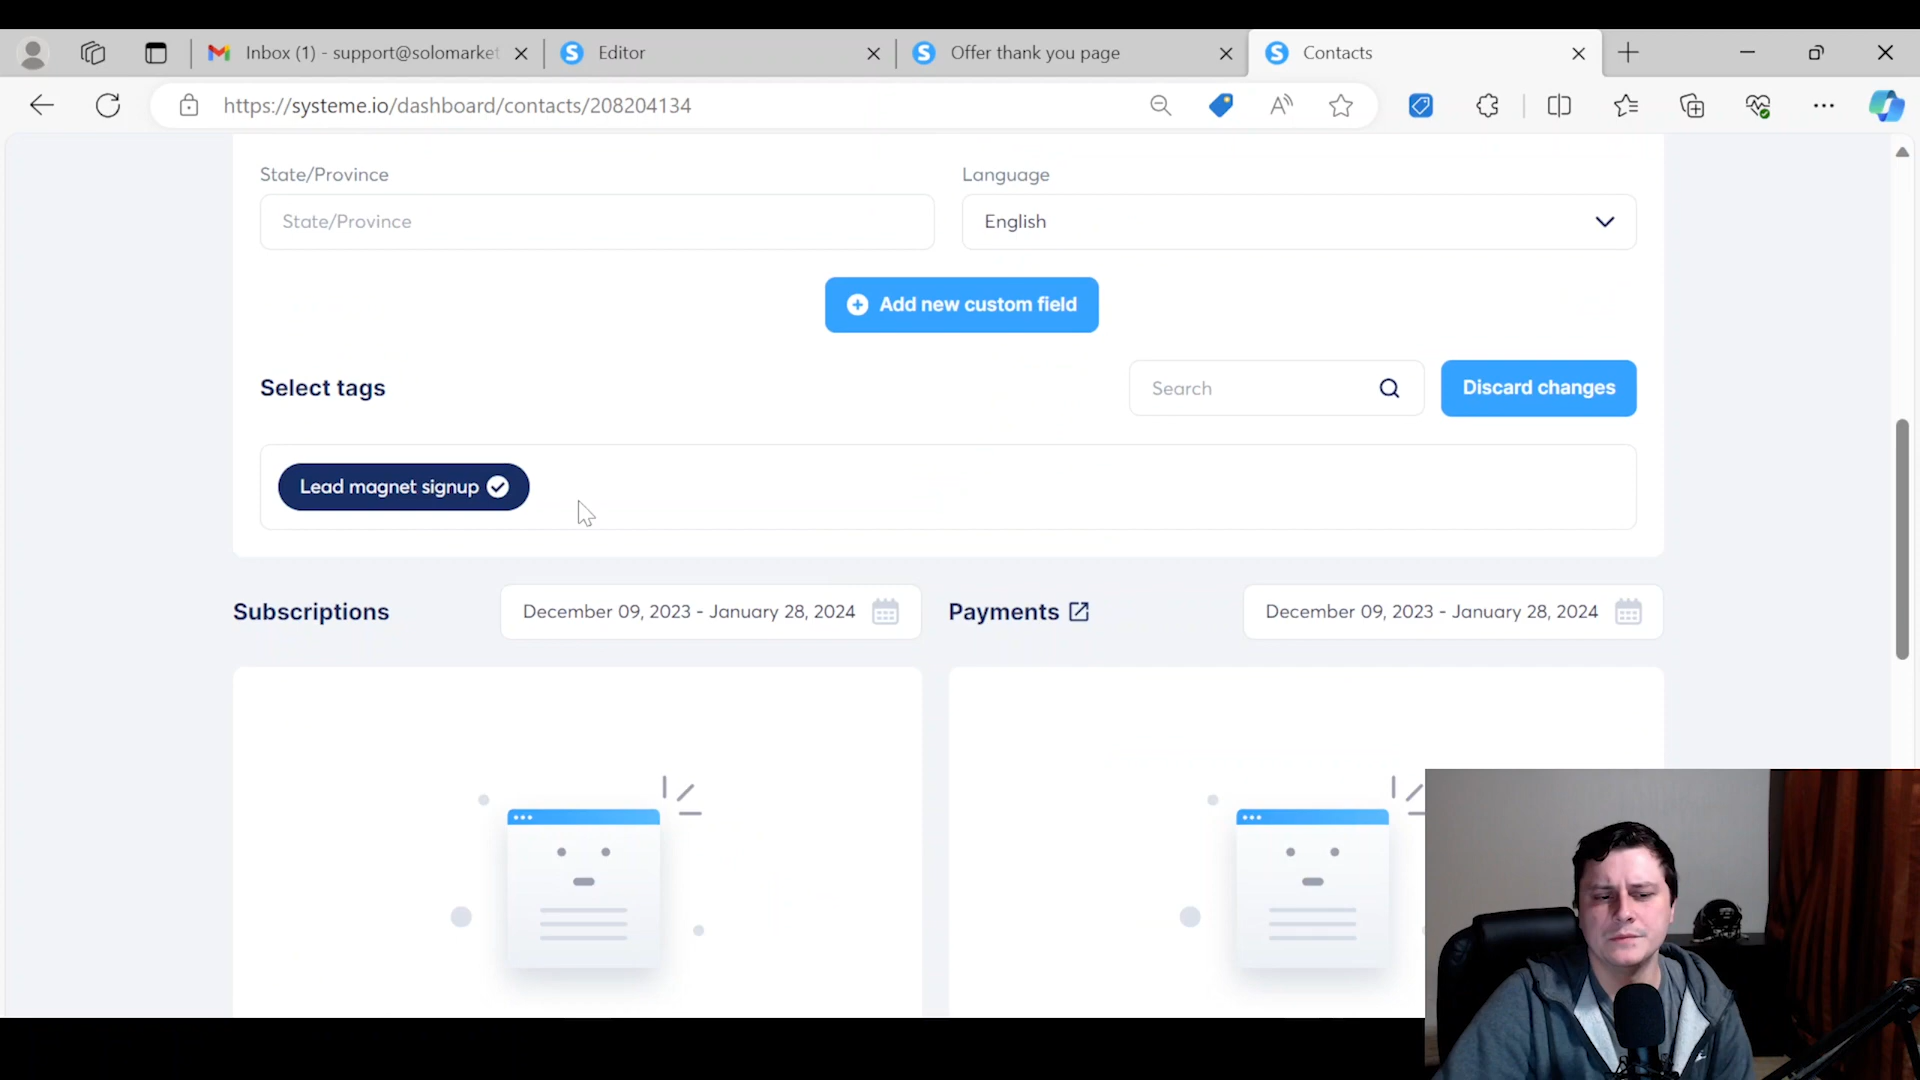 Inbox (1) - support@solomarket
Editor
Offer thank you page
Contacts
https://systeme.io/dashboard/contacts/208204134
State/Province
Language
State/Province
English
Add new custom field
Select tags
Search
Discard changes
Lead magnet signup
Subscriptions
December 09, 2023 - January 28, 2024
Payments
December 09, 2023 - January 28, 2024